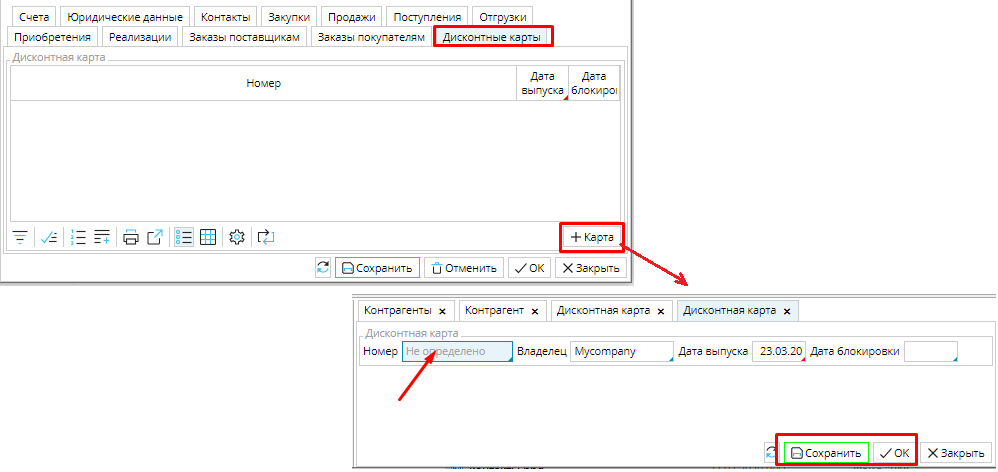 Счета Юридические данные Контакты Закупки Продажи Поступления Отгрузки
Приобретения Реализации Заказы поставщикам Заказы покупателям Дисконтные карты
Дисконтная карта
Номер Дата выпуска Дата блокиров
+ Карта
Сохранить Отменить OK Закрыть
Контрагенты × Контрагент × Дисконтная карта × Дисконтная карта ×
Дисконтная карта
Номер Не определено Владелец Mycompany Дата выпуска 23.03.20 Дата блокировки
Сохранить OK Закрыть